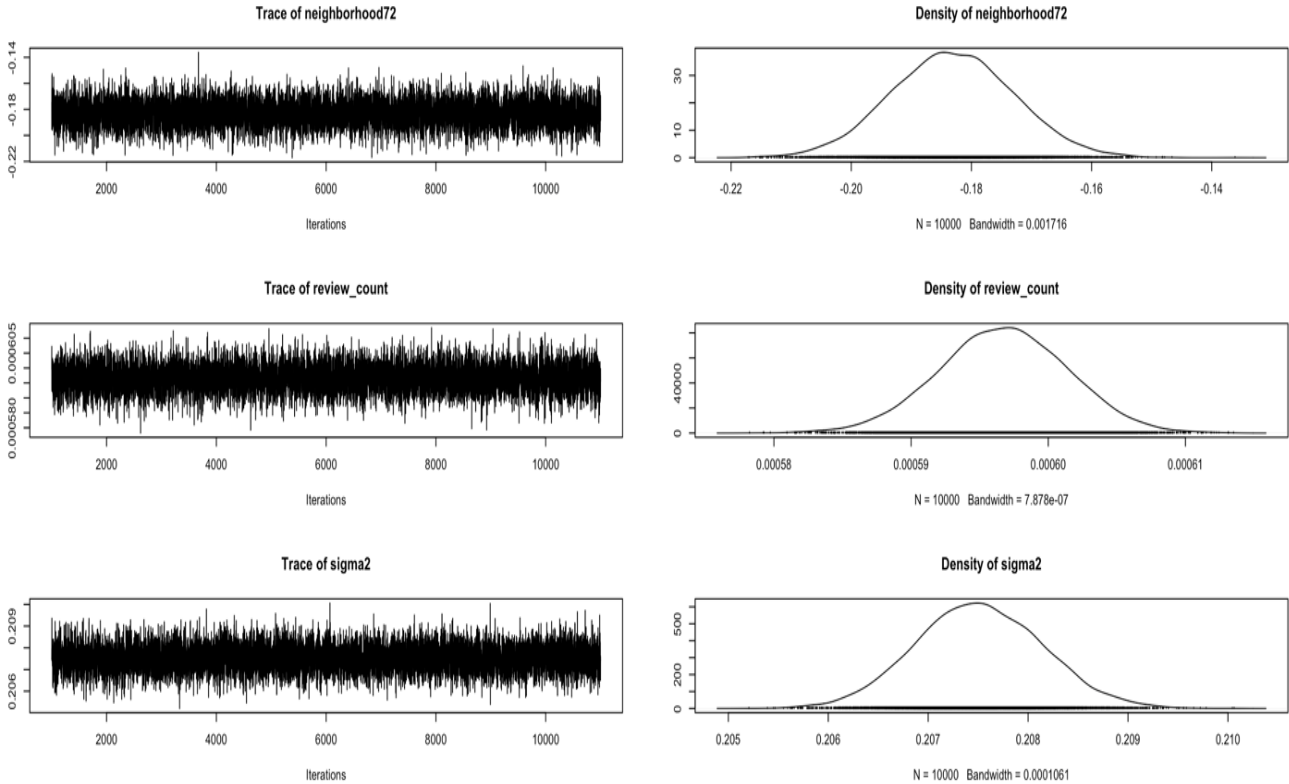 Trace of neighborhood72
-0.22 -0.18 -0.14
2000 4000 6000 8000 10000
Iterations
Density of neighborhood72
0 10 30
-0.22 -0.20 -0.18 -0.16 -0.14
N = 10000 Bandwidth = 0.001716
Trace of review_count
0.000580 0.000605
2000 4000 6000 8000 10000
Iterations
Density of review_count
0 40000
0.00058 0.00059 0.00060 0.00061
N = 10000 Bandwidth = 7.878e-07
Trace of sigma2
0.206 0.209
2000 4000 6000 8000 10000
Iterations
Density of sigma2
0 200 500
0.205 0.206 0.207 0.208 0.209 0.210
N = 10000 Bandwidth = 0.0001061